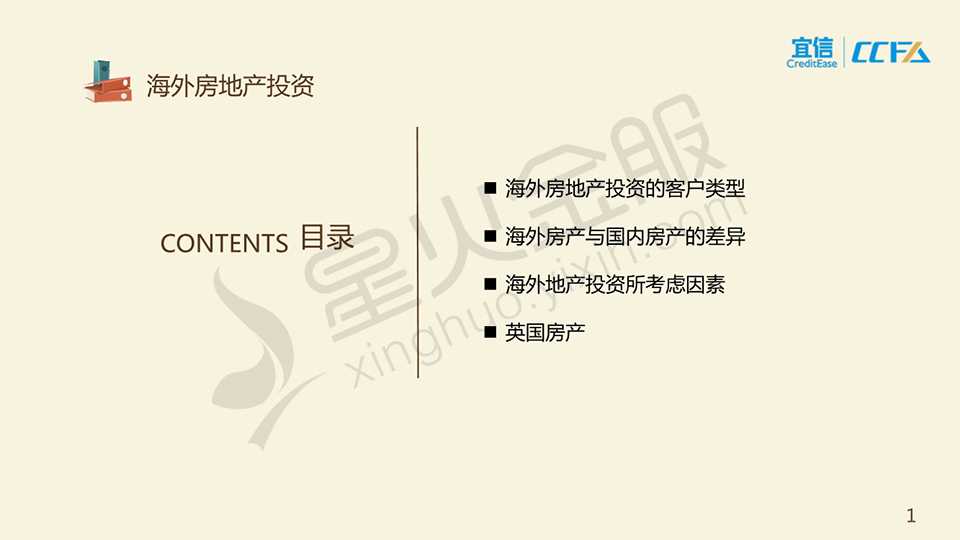 宜信
CreditEase
CCFA
海外房地产投资
CONTENTS 目录
海外房地产投资的客户类型
海外房产与国内房产的差异
海外地产投资所考虑因素
英国房产
星火金服
xinghuo.yixin.com
1